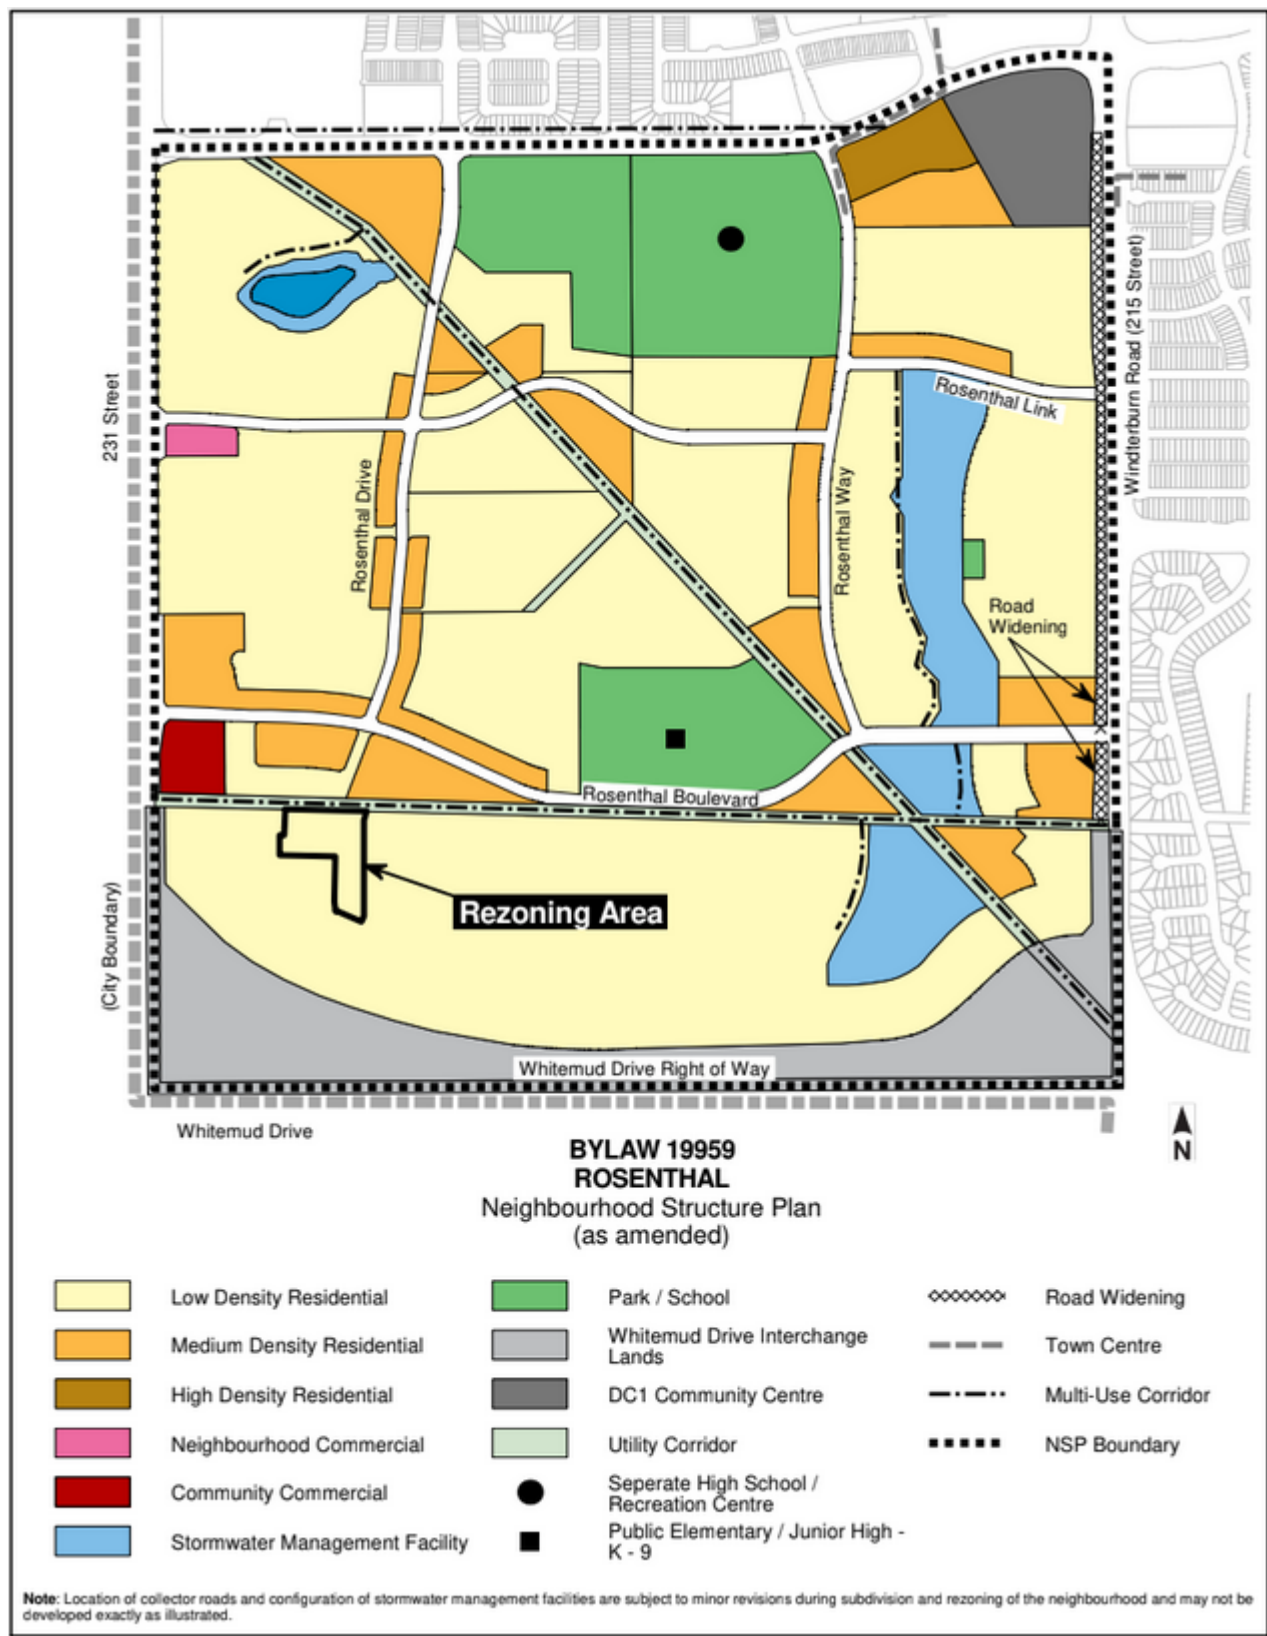 Windterburn Road (215 Street)
231 Street
Rosenthal Link
Rosenthal Drive
Rosenthal Way
Road
Widening
Rosenthal Boulevard
Rezoning Area
(City Boundary)
Whitemud Drive Right of Way
Whitemud Drive
N
BYLAW 19959
ROSENTHAL
Neighbourhood Structure Plan
(as amended)
Low Density Residential
Medium Density Residential
High Density Residential
Neighbourhood Commercial
Community Commercial
Stormwater Management Facility
Park / School
Whitemud Drive Interchange
Lands
DC1 Community Centre
Utility Corridor
Seperate High School /
Recreation Centre
Public Elementary / Junior High -
K - 9
Road Widening
Town Centre
Multi-Use Corridor
NSP Boundary
Note: Location of collector roads and configuration of stormwater management facilities are subject to minor revisions during subdivision and rezoning of the neighbourhood and may not be
developed exactly as illustrated.